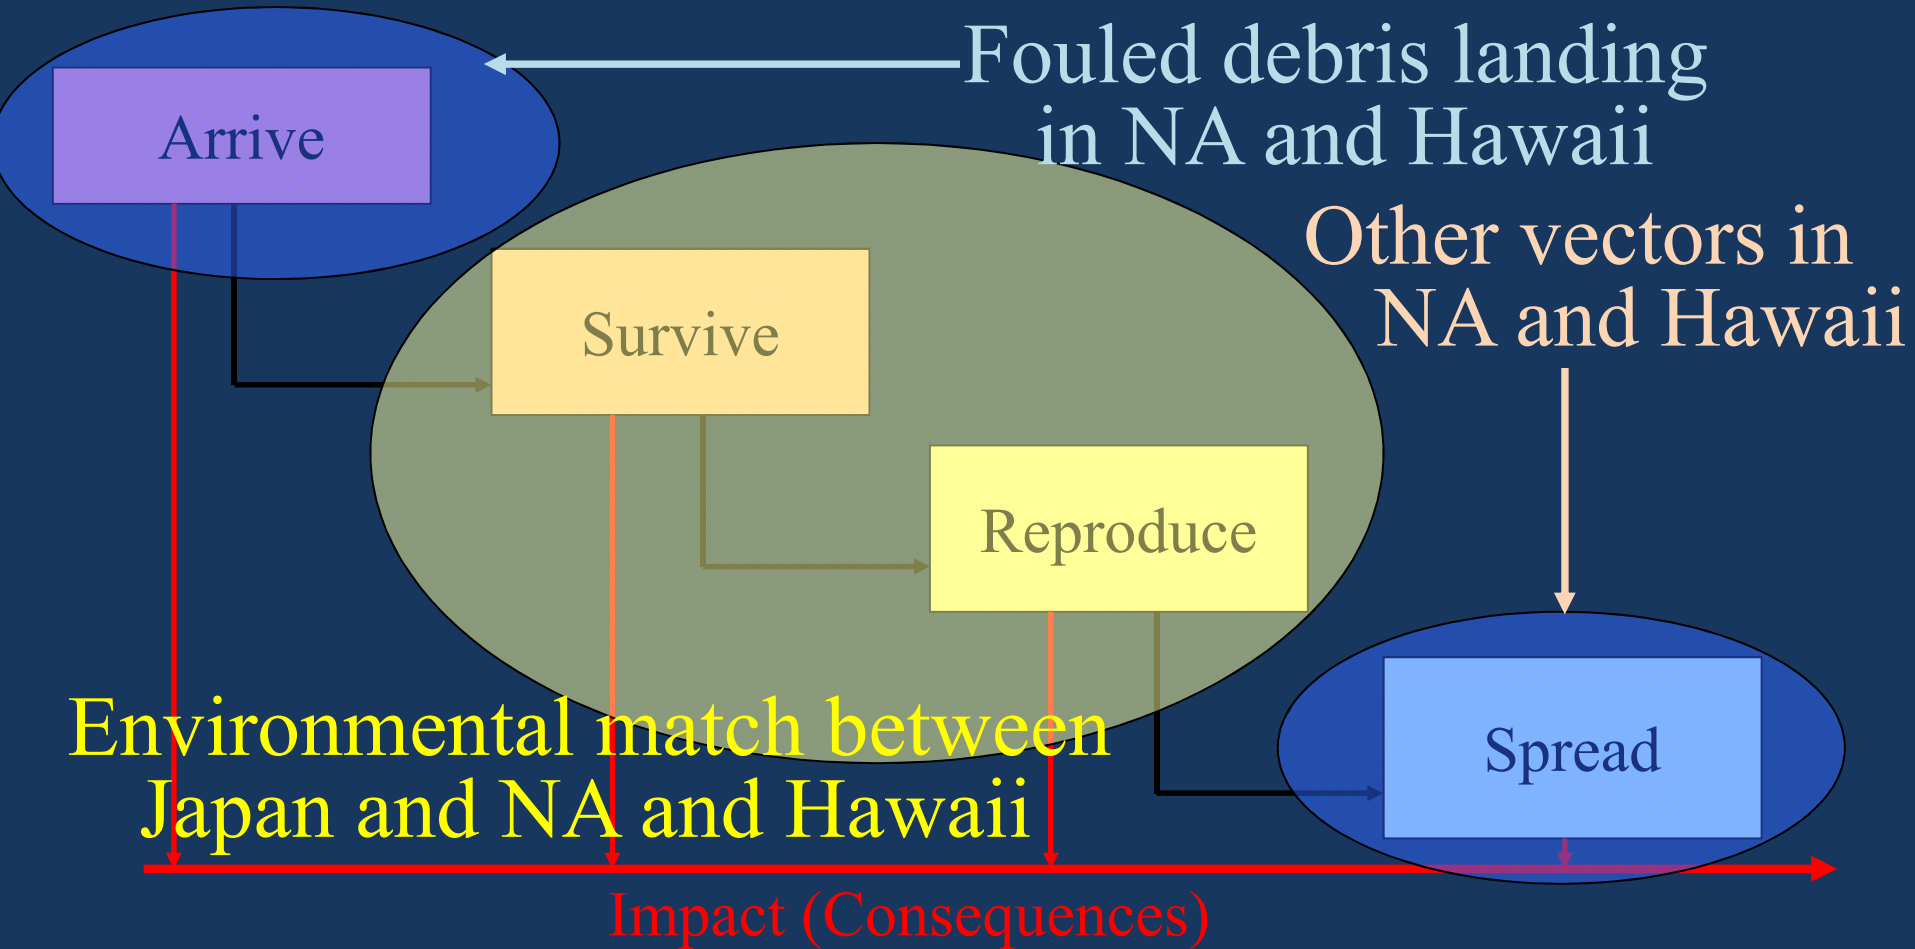 Fouled debris landing
in NA and Hawaii
Arrive
Other vectors in
NA and Hawaii
Survive
Reproduce
Environmental match between
Japan and NA and Hawaii
Spread
Impact (Consequences)